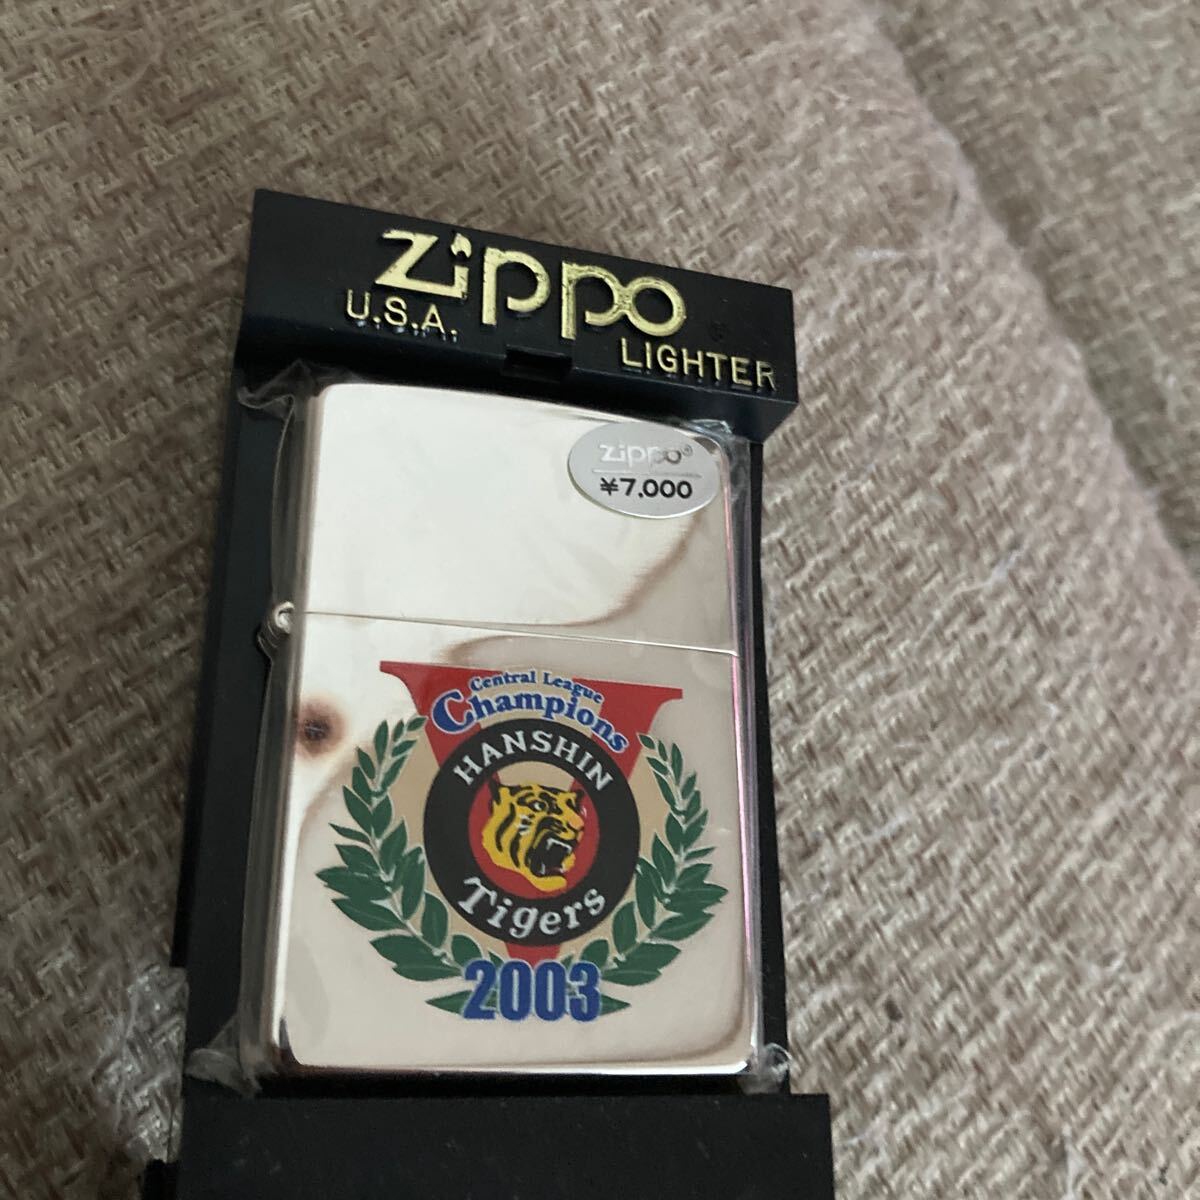 zippo
U.S.A.
LIGHTER
zippo®
¥7,000
Central League
Champions
HANSHIN
Tigers
2003